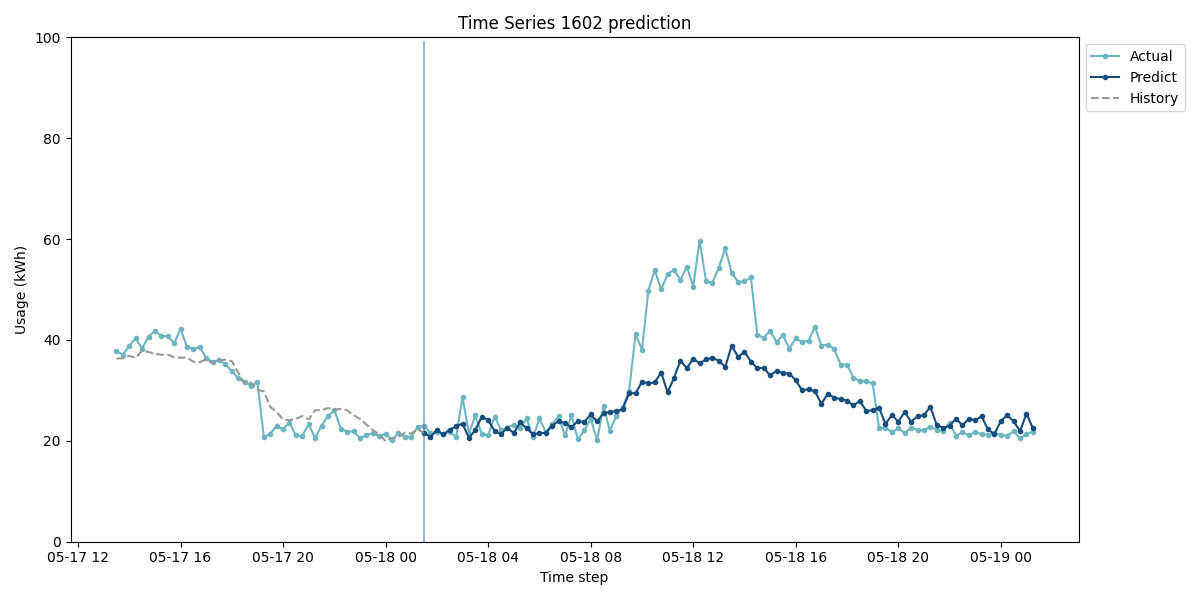 Time Series 1602 prediction
100
80
60
40
20
0
Usage (kWh)
05-17 12
05-17 16
05-17 20
05-18 00
05-18 04
05-18 08
05-18 12
05-18 16
05-18 20
05-19 00
Time step
Actual
Predict
History